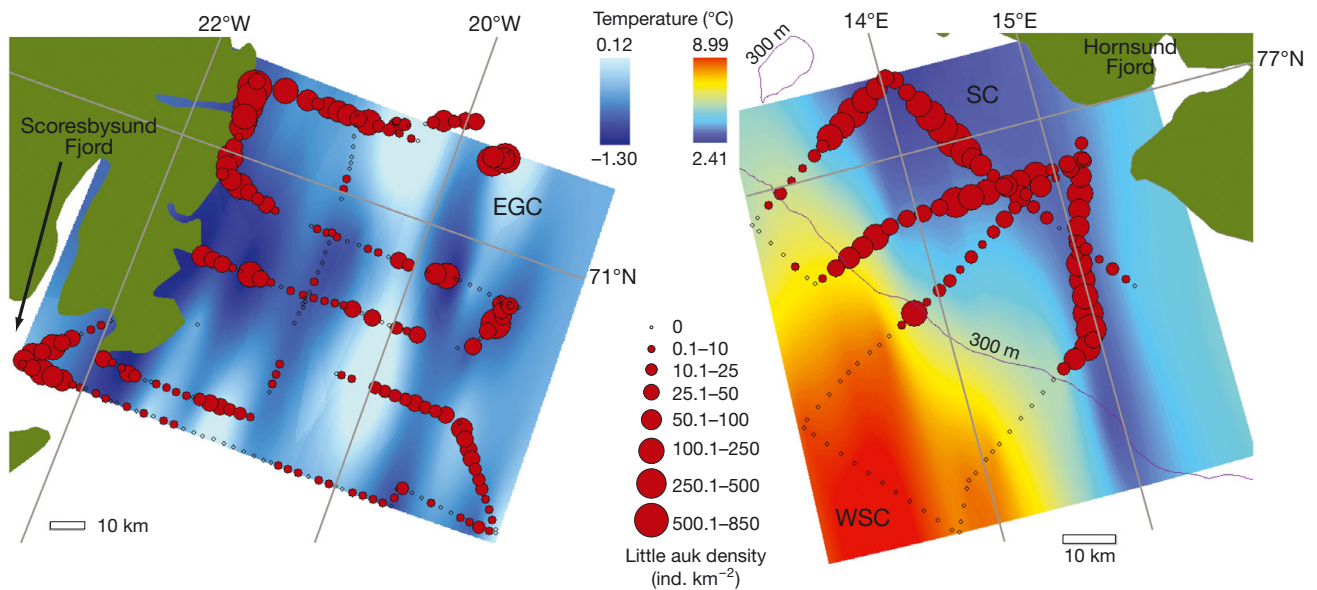 22°W
20°W
Temperature (°C)
0.12
8.99
−1.30
2.41
14°E
15°E
300 m
Hornsund
Fjord
77°N
SC
Scoresbysund
Fjord
EGC
71°N
0
0.1–10
10.1–25
25.1–50
50.1–100
100.1–250
250.1–500
500.1–850
Little auk density
(ind. km−2)
300 m
WSC
10 km
10 km